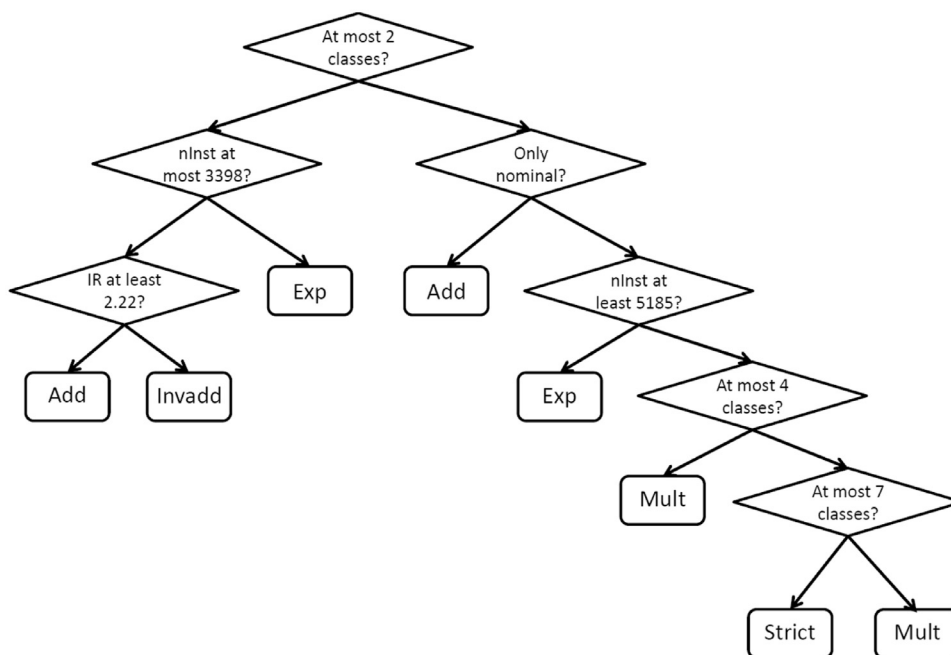 At most 2
classes?
nInst at
most 3398?
Only
nominal?
IR at least
2.22?
Exp
Add
nInst at
least 5185?
Add
Invadd
Exp
At most 4
classes?
Mult
At most 7
classes?
Strict
Mult